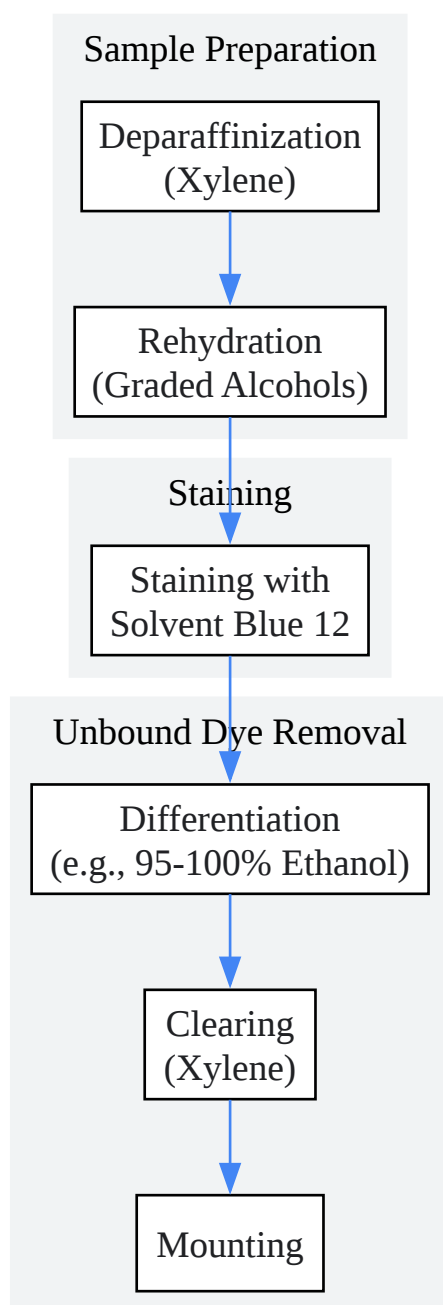 Sample Preparation
Deparaffinization
(Xylene)
Rehydration
(Graded Alcohols)
Staining
Staining with
Solvent Blue 12
Unbound Dye Removal
Differentiation
(e.g., 95-100% Ethanol)
Clearing
(Xylene)
Mounting